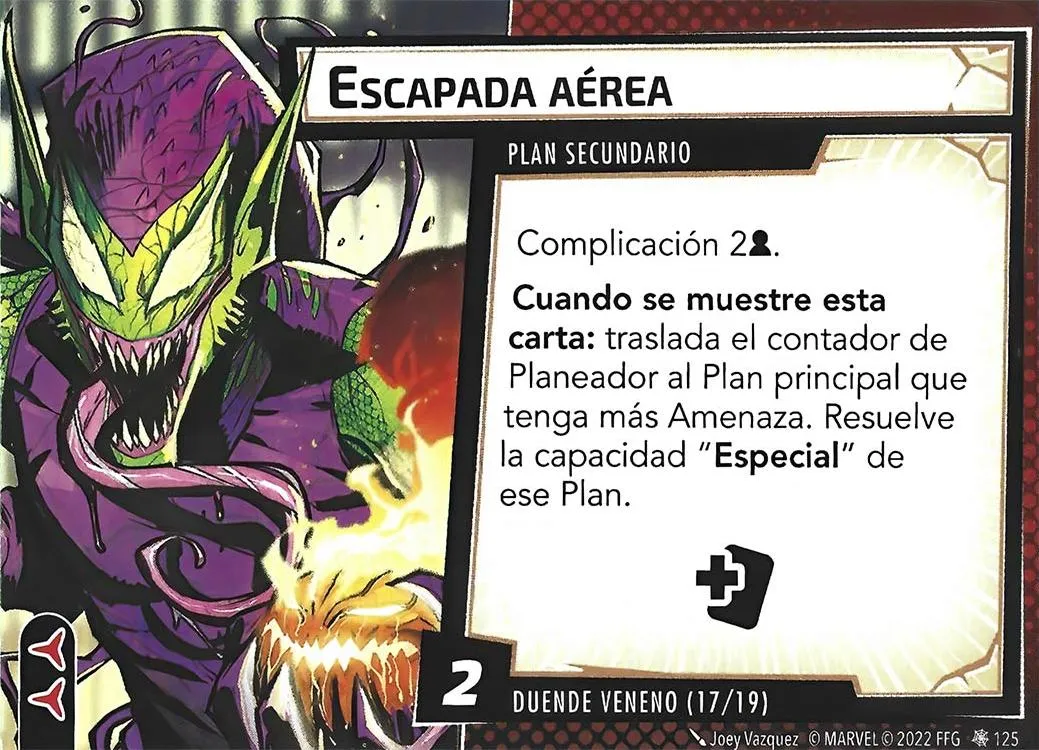 ESCAPADA AÉREA
PLAN SECUNDARIO
Complicación 2.
Cuando se muestre esta
carta: traslada el contador de
Planeador al Plan principal que
tenga más Amenaza. Resuelve
la capacidad “Especial” de
ese Plan.
2
DUENDE VENENO (17/19)
Joey Vazquez © MARVEL © 2022 FFG 125